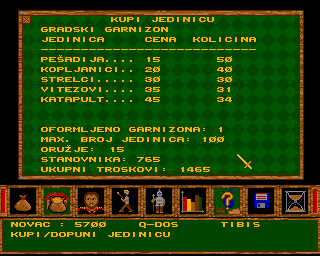 KUPI JEDINICU
GRADSKI GARNIZON
JEDINICA CENA KOLICINA
------------------------------
PEŠADIJA.... 15 50
KOPLJANICI.. 20 40
STRELCI..... 30 30
VITEZOVI.... 35 31
KATAPULT.... 45 34
OFORMLJENO GARNIZONA: 1
MAX. BROJ JEDINICA: 100
ORUŽJE: 15
STANOVNIKA: 765
UKUPNI TROSKOVI: 1465
NOVAC : 5700 Q-DOS TIBIS
KUPI/DOPUNI JEDINICU